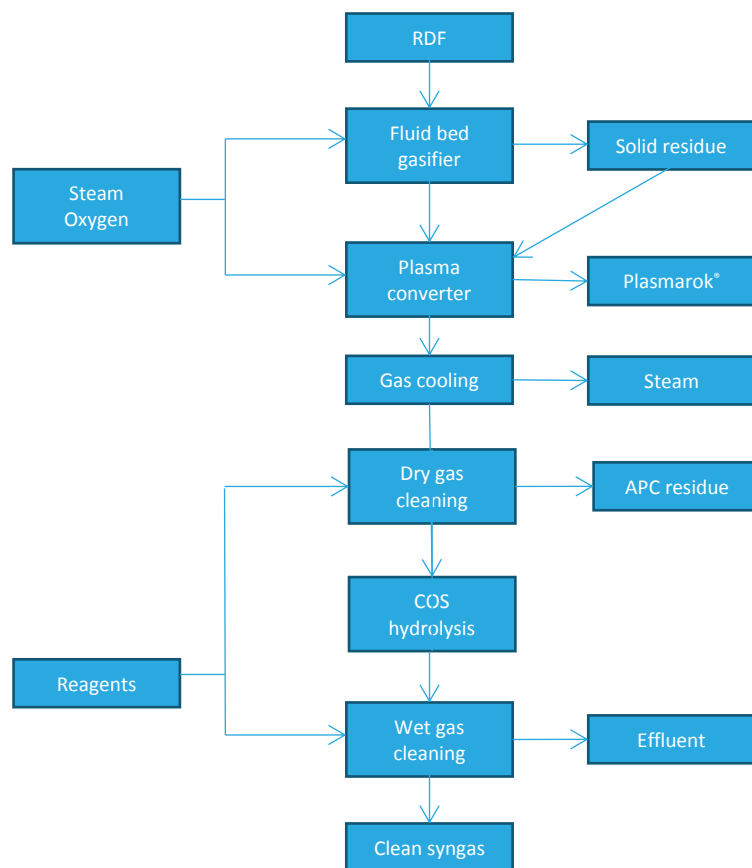 RDF
Fluid bed
gasifier
Solid residue
Steam
Oxygen
Plasma
converter
Plasmarok®
Gas cooling
Steam
Dry gas
cleaning
APC residue
COS
hydrolysis
Reagents
Wet gas
cleaning
Effluent
Clean syngas